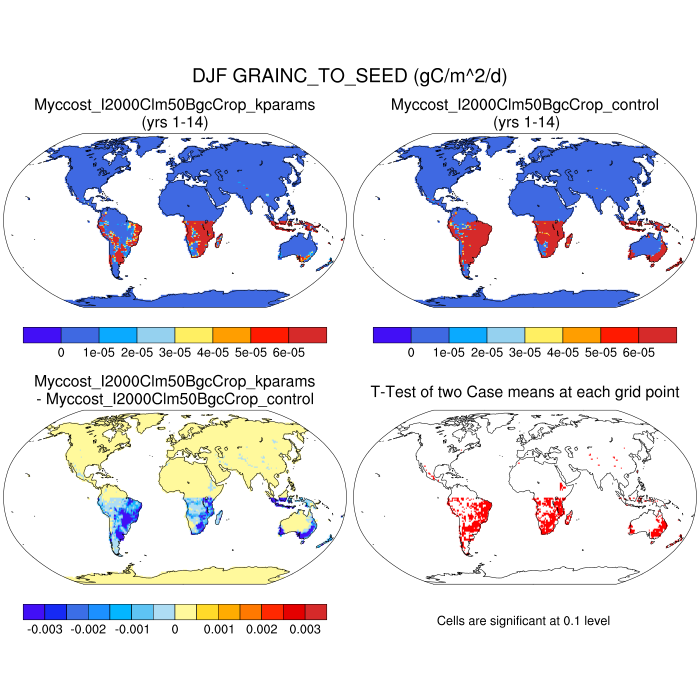 DJF GRAINC_TO_SEED (gC/m^2/d)
Myccost_I2000Clm50BgcCrop_kparams
(yrs 1-14)
Myccost_I2000Clm50BgcCrop_control
(yrs 1-14)
0 1e-05 2e-05 3e-05 4e-05 5e-05 6e-05
0 1e-05 2e-05 3e-05 4e-05 5e-05 6e-05
Myccost_I2000Clm50BgcCrop_kparams
- Myccost_I2000Clm50BgcCrop_control
T-Test of two Case means at each grid point
-0.003 -0.002 -0.001 0 0.001 0.002 0.003
Cells are significant at 0.1 level